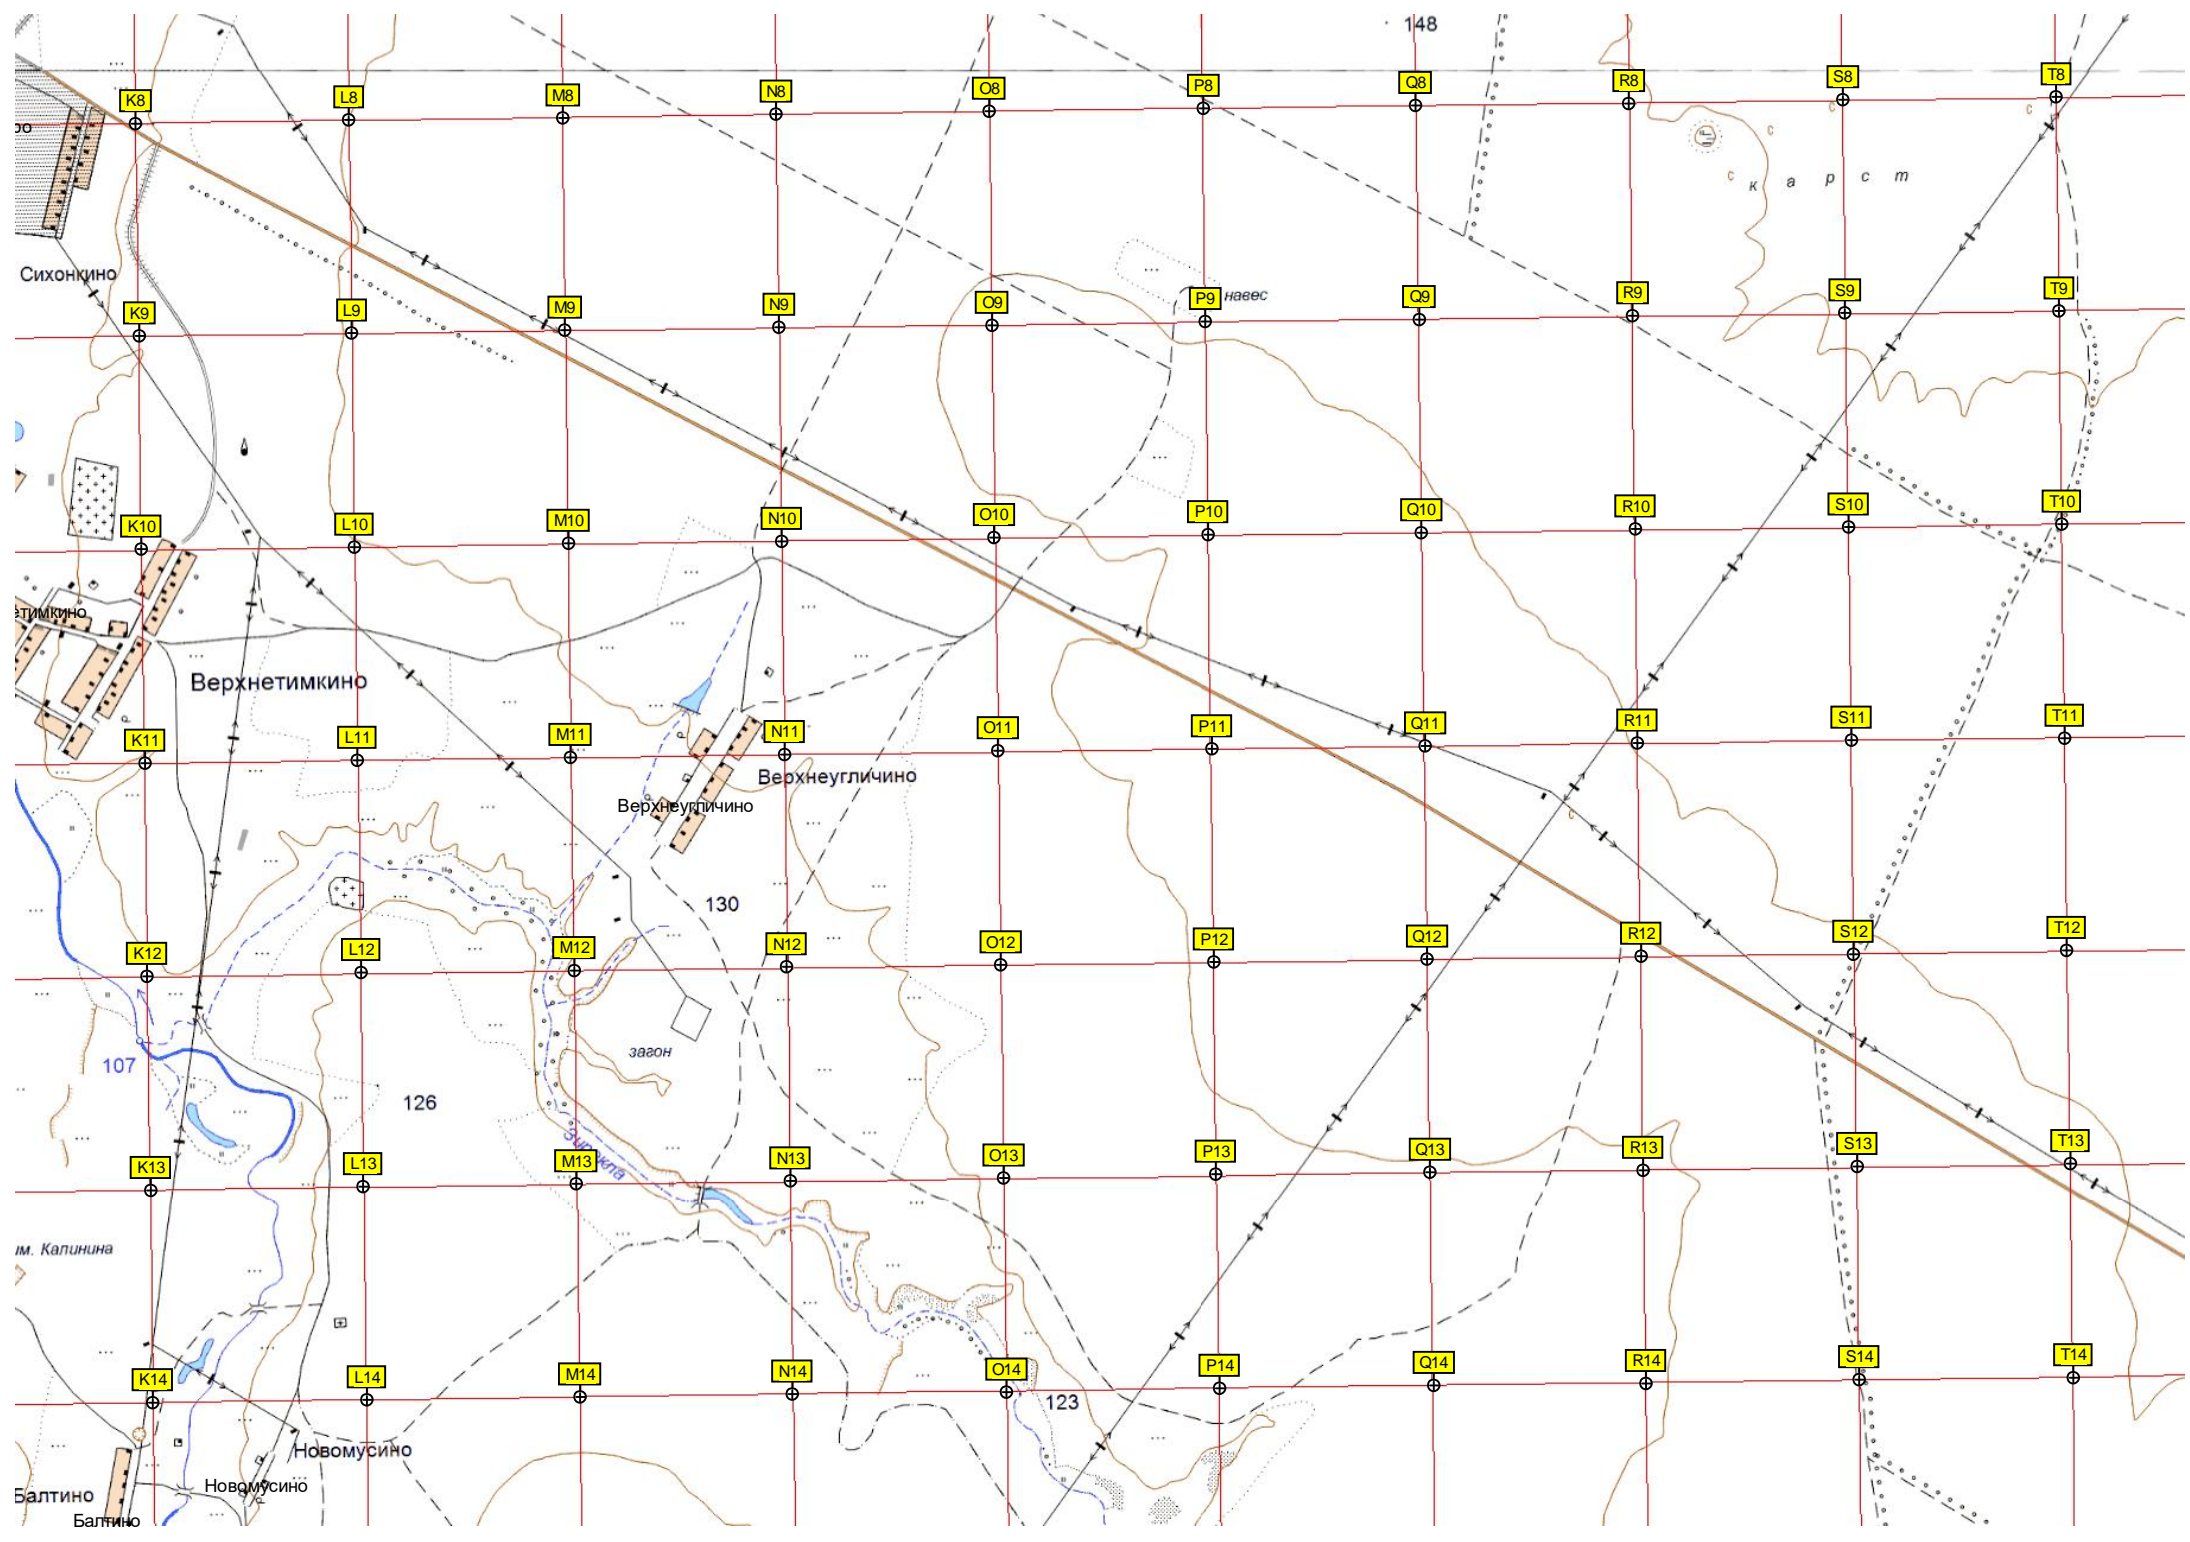 148
K8 L8 M8 N8 O8 P8 Q8 R8 S8 T8
с с с
с
карст
Сихонкино
K9 L9 M9 N9 O9 P9 навес Q9 R9 S9 T9
K10 L10 M10 N10 O10 P10 Q10 R10 S10 T10
етимкино
Верхнетимкино
K11 L11 M11 N11 O11 P11 Q11 R11 S11 T11
Верхнеугличино
Верхнеугличино
с
130
K12 L12 M12 N12 O12 P12 Q12 R12 S12 T12
загон
107
126
K13 L13 M13 N13 O13 P13 Q13 R13 S13 T13
им. Калинина
K14 L14 M14 N14 O14 P14 Q14 R14 S14 T14
123
Новомусино
Новомусино
Балтино
Балтино